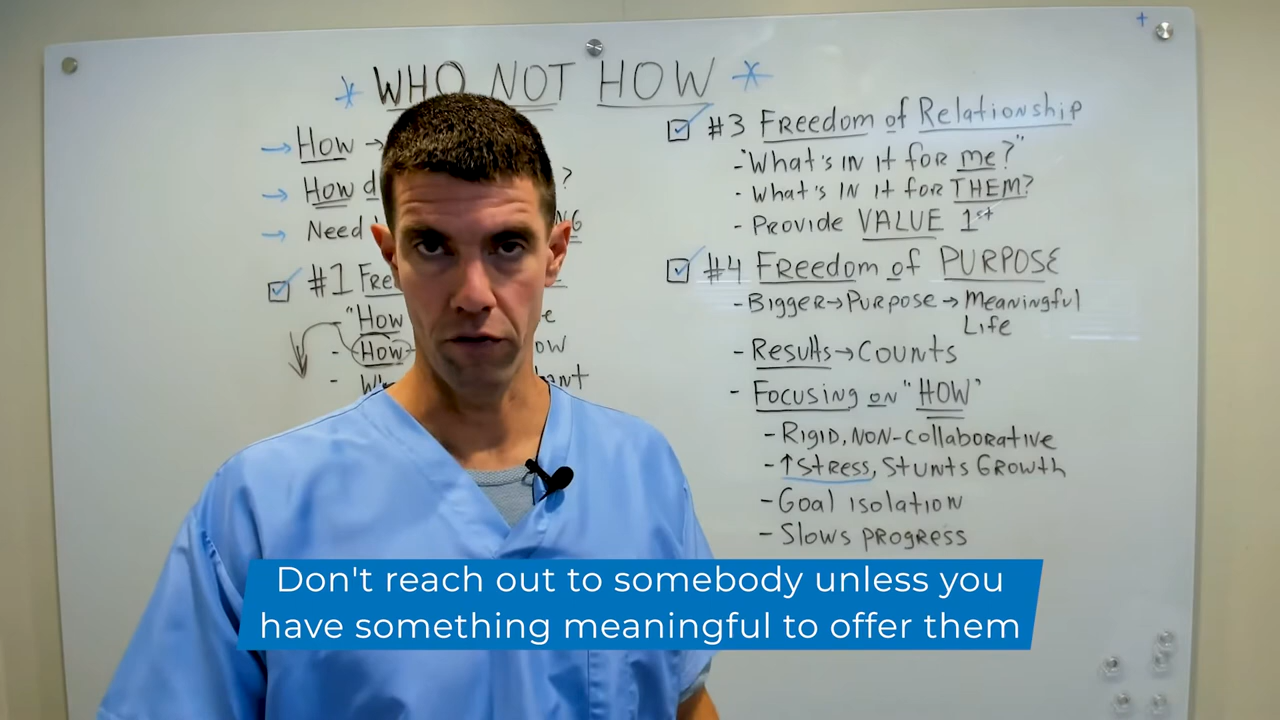 * WHO NOT HOW *
→ How →
→ How ?
→ Need
#1
"How
- How
☑ #3 Freedom of Relationship
- "What's IN it for me?"
- What's IN it for THEM?
- Provide VALUE 1st
☑ #4 Freedom of PURPOSE
- Bigger → Purpose → Meaningful
Life
- Results → Counts
- Focusing on "HOW"
- Rigid, NON-collaborative
- ↑Stress, Stunts Growth
- Goal isolation
- Slows progress
Don't reach out to somebody unless you
have something meaningful to offer them